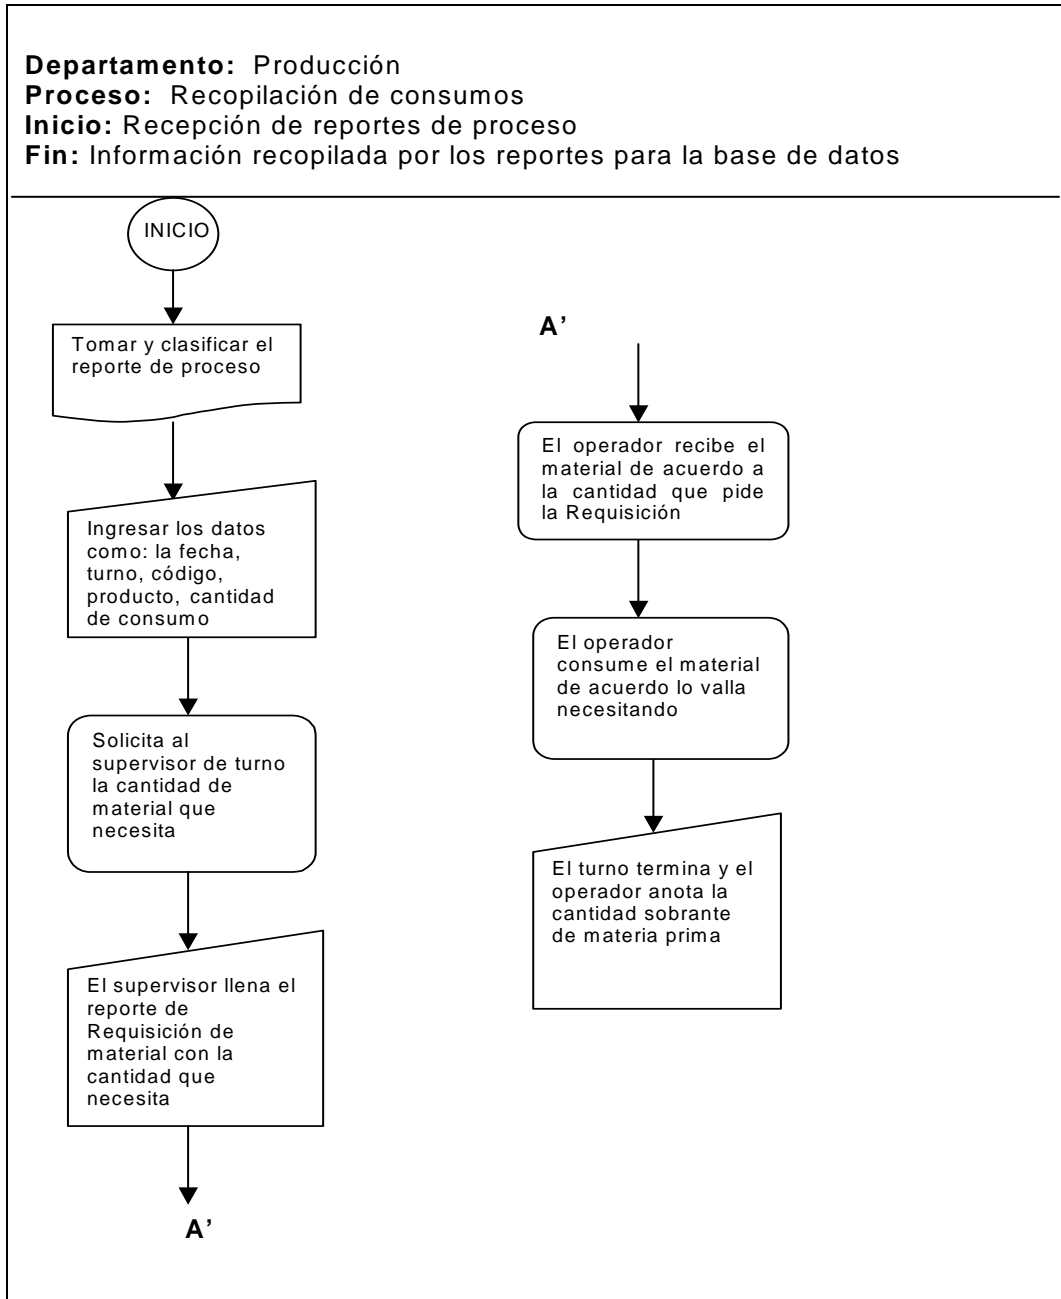 Departamento: Producción
Proceso: Recopilación de consumos
Inicio: Recepción de reportes de proceso
Fin: Información recopilada por los reportes para la base de datos
INICIO
Tomar y clasificar el
reporte de proceso
Ingresar los datos
como: la fecha,
turno, código,
producto, cantidad
de consumo
Solicita al
supervisor de turno
la cantidad de
material que
necesita
El supervisor llena el
reporte de
Requisición de
material con la
cantidad que
necesita
A’
A’
El operador recibe el
material de acuerdo a
la cantidad que pide
la Requisición
El operador
consume el material
de acuerdo lo valla
necesitando
El turno termina y el
operador anota la
cantidad sobrante
de materia prima